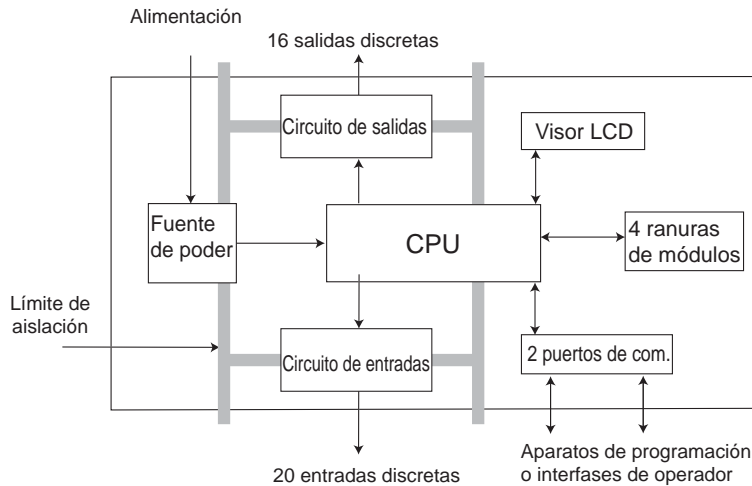 Alimentación
16 salidas discretas
Circuito de salidas
Visor LCD
Fuente
de poder
CPU
4 ranuras
de módulos
Límite de
aislación
Circuito de entradas
2 puertos de com.
20 entradas discretas
Aparatos de programación
o interfases de operador